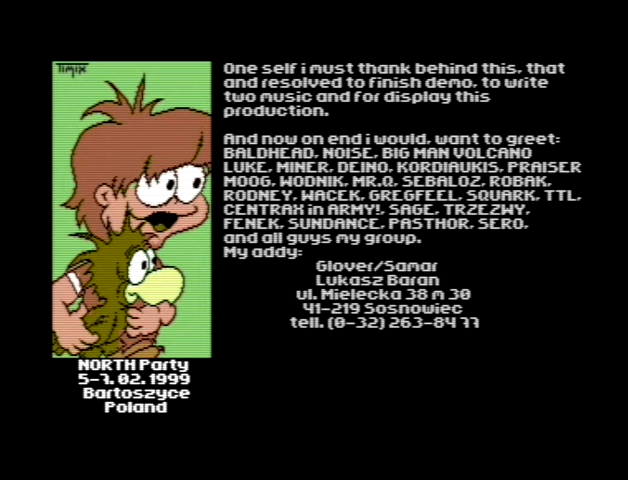 TIMIX
One self i must thank behind this, that
and resolved to finish demo, to write
two music and for display this
production.
And now on end i would, want to greet:
BALDHEAD, NOISE, BIG MAN VOLCANO
LUKE, MINER, DEINO, KORDIAUKIS, PRAISER
MOOG, WODNIK, MR.Q, SEBALOZ, ROBAK,
RODNEY, WACEK, GREGFEEL, SQUARK, TTL,
CENTRAX in ARMY!, SAGE, TRZEZWY,
FENEK, SUNDANCE, PASTHOR, SERO,
and all guys my group.
My addy:
Glover/Samar
Lukasz Baran
ul. Mielecka 38 m 30
41-219 Sosnowiec
tell. (0-32) 263-84 77
NORTH Party
5-7. 02. 1999
Bartoszyce
Poland